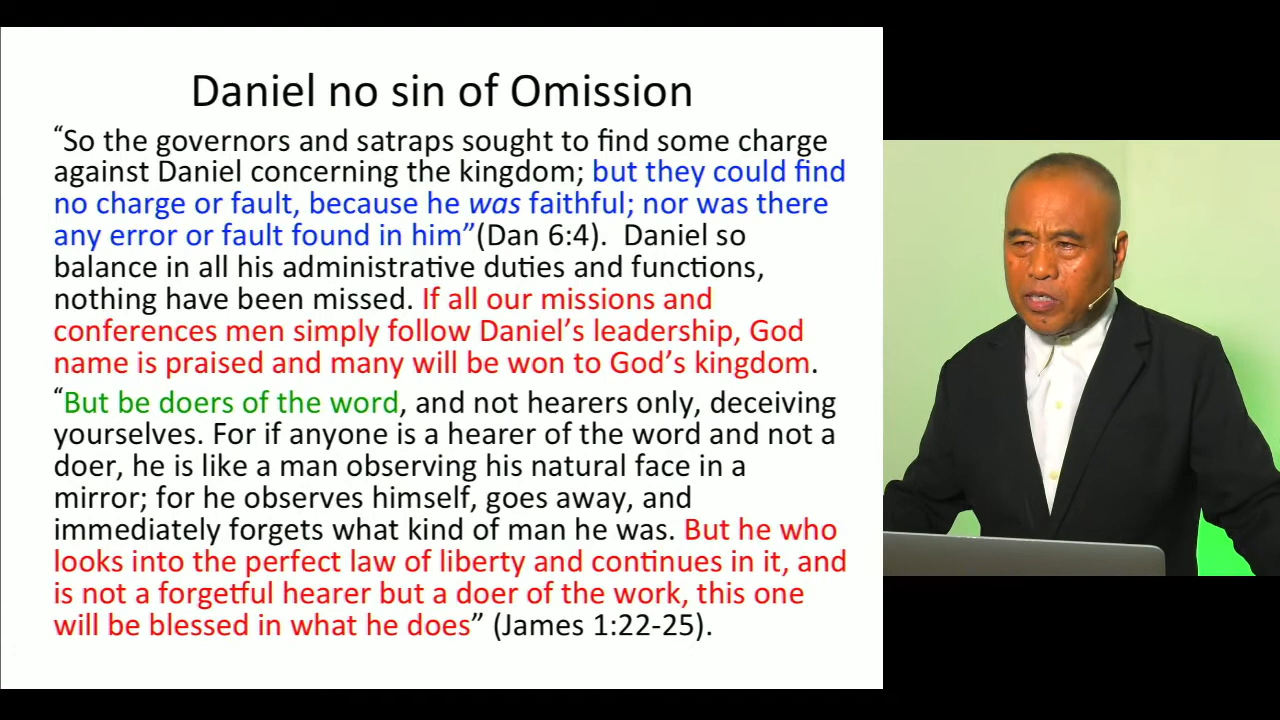 Daniel no sin of Omission
“So the governors and satraps sought to find some charge
against Daniel concerning the kingdom; but they could find
no charge or fault, because he was faithful; nor was there
any error or fault found in him”(Dan 6:4).  Daniel so
balance in all his administrative duties and functions,
nothing have been missed. If all our missions and
conferences men simply follow Daniel’s leadership, God
name is praised and many will be won to God’s kingdom.
“But be doers of the word, and not hearers only, deceiving
yourselves. For if anyone is a hearer of the word and not a
doer, he is like a man observing his natural face in a
mirror; for he observes himself, goes away, and
immediately forgets what kind of man he was. But he who
looks into the perfect law of liberty and continues in it, and
is not a forgetful hearer but a doer of the work, this one
will be blessed in what he does” (James 1:22-25).